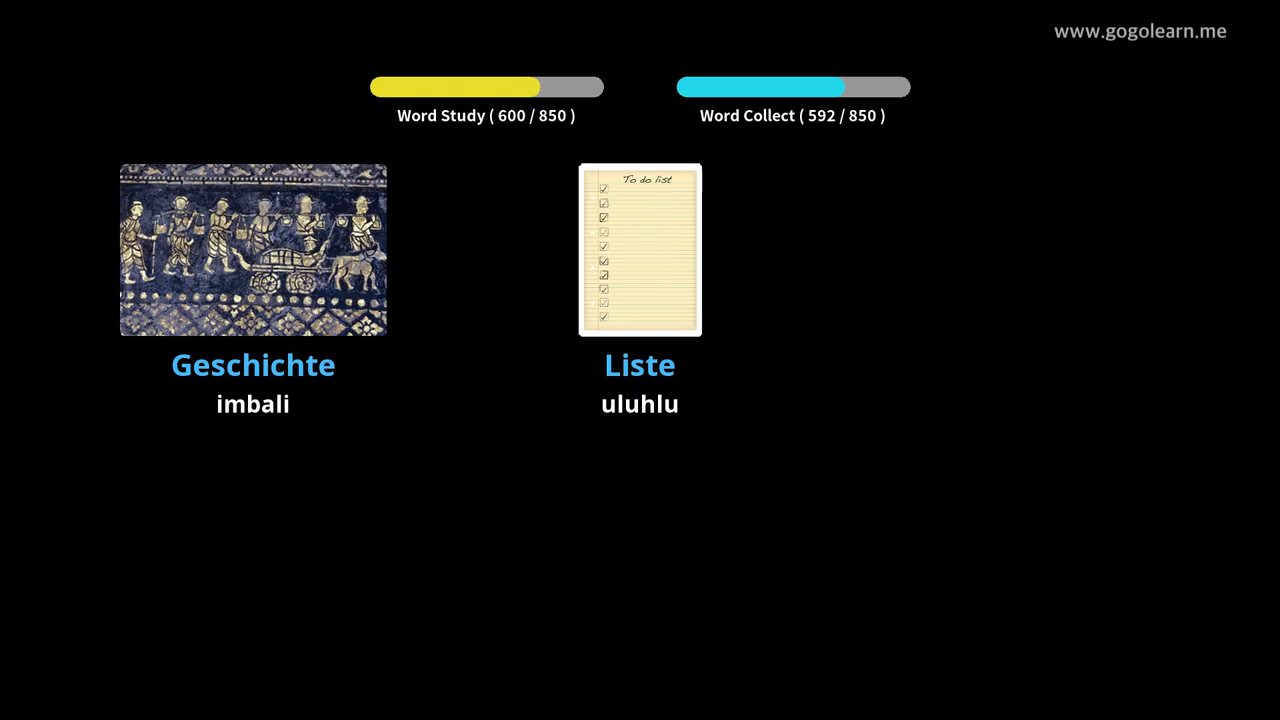 www.gogolearn.me
Word Study ( 600 / 850 )
Word Collect ( 592 / 850 )
To do list
Geschichte
Liste
imbali
uluhlu